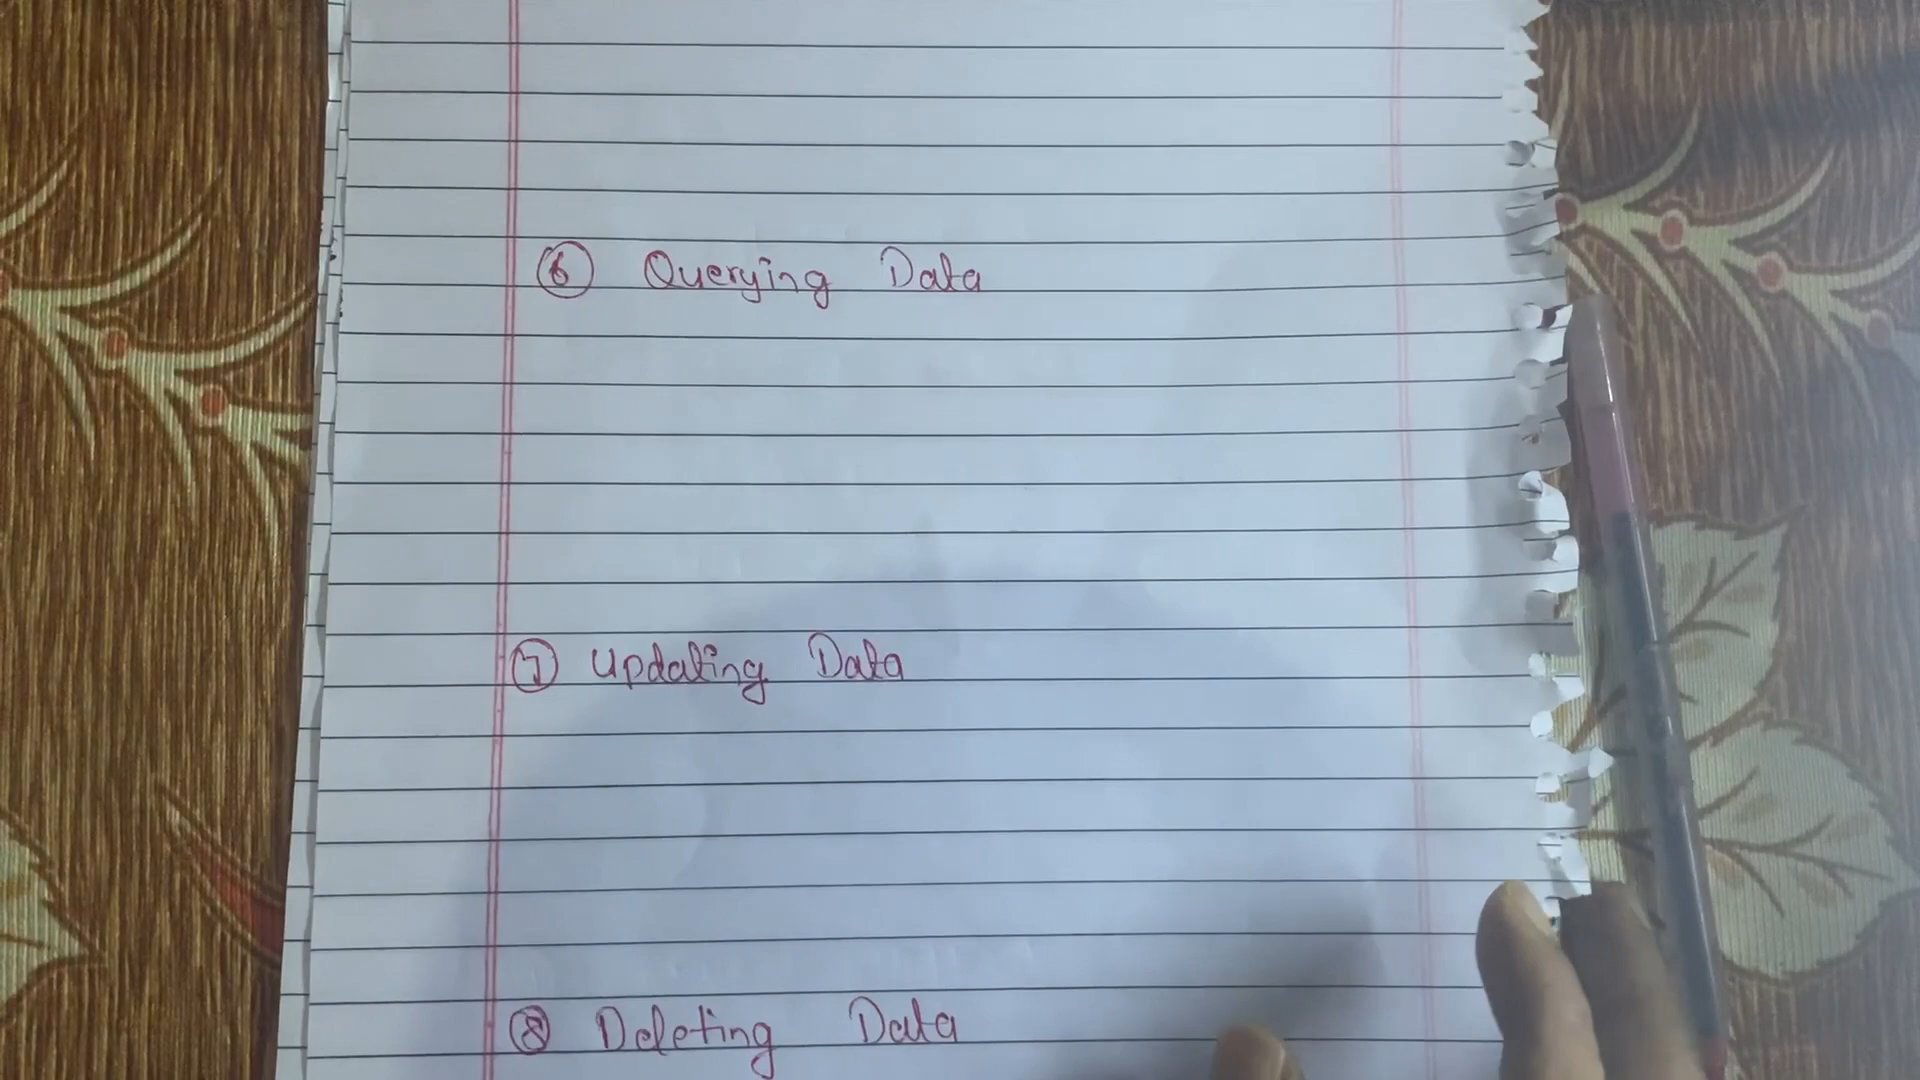 ⑥ Querying Data
⑦ Updating Data
⑧ Deleting Data